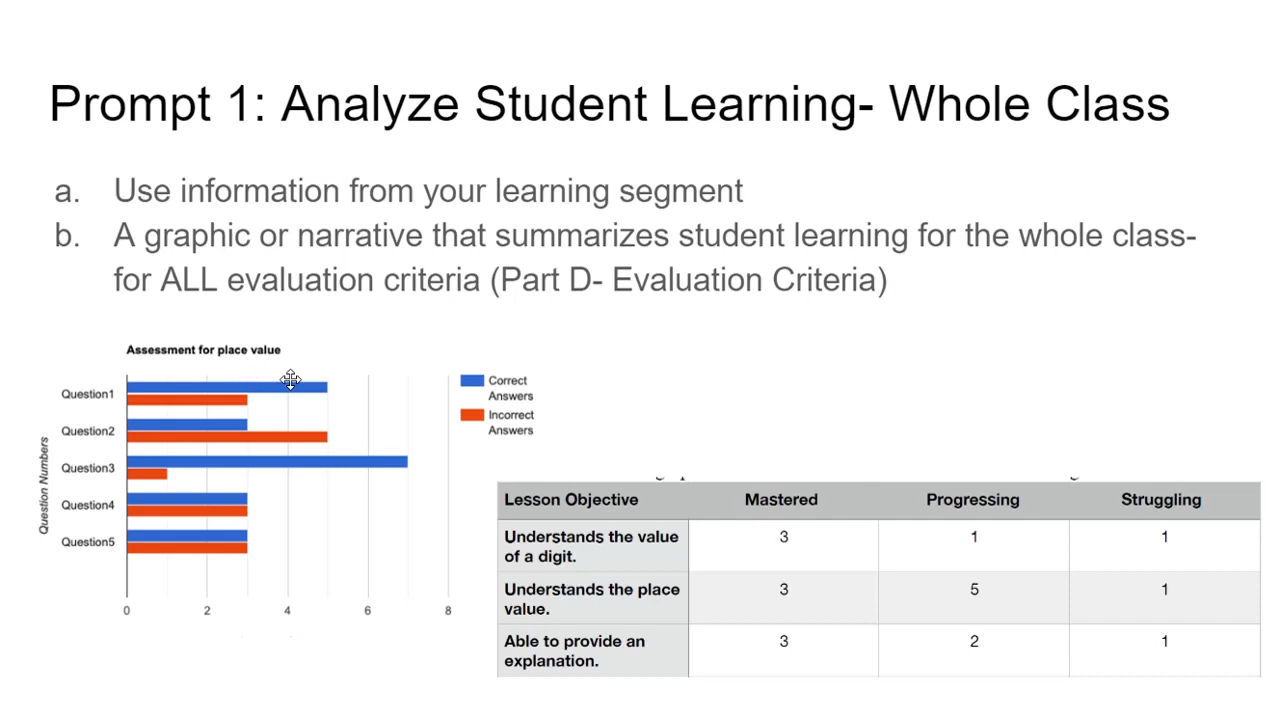 Prompt 1: Analyze Student Learning- Whole Class
a. Use information from your learning segment
b. A graphic or narrative that summarizes student learning for the whole class-
for ALL evaluation criteria (Part D- Evaluation Criteria)
Assessment for place value
Question Numbers
Question1
Question2
Question3
Question4
Question5
0 2 4 6 8
Correct
Answers
Incorrect
Answers
Lesson Objective Mastered Progressing Struggling
Understands the value
of a digit.
3 1 1
Understands the place
value.
3 5 1
Able to provide an
explanation.
3 2 1